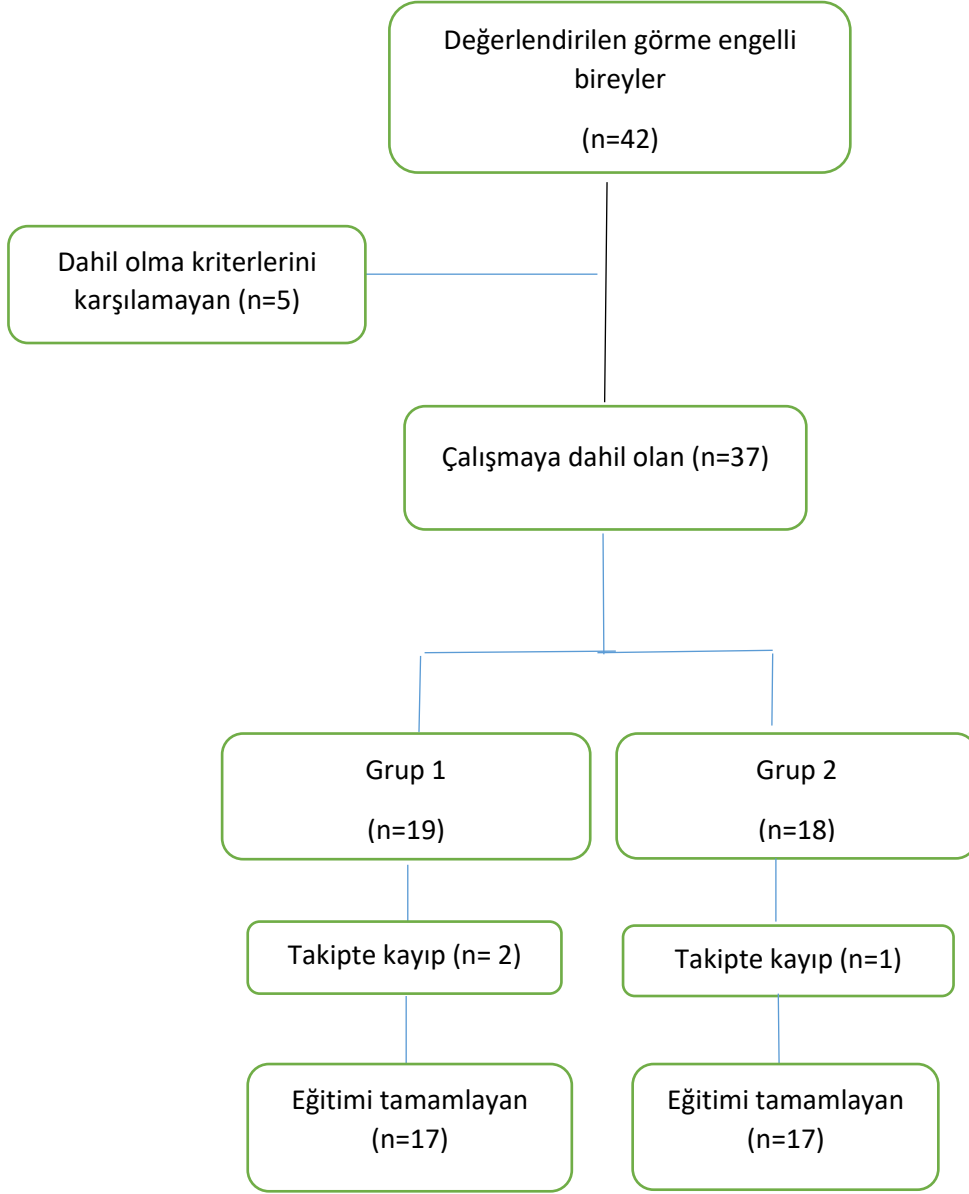 Değerlendirilen görme engelli
bireyler
(n=42)
Dahil olma kriterlerini
karşılamayan (n=5)
Çalışmaya dahil olan (n=37)
Grup 1
(n=19)
Grup 2
(n=18)
Takipte kayıp (n= 2)
Takipte kayıp (n=1)
Eğitimi tamamlayan
(n=17)
Eğitimi tamamlayan
(n=17)